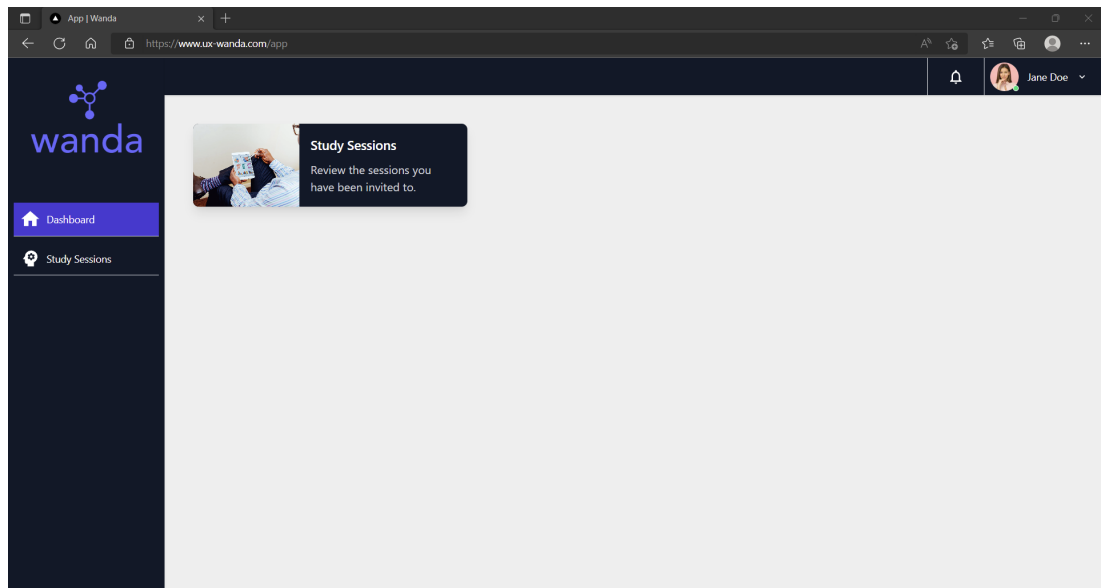 App | Wanda
https://www.ux-wanda.com/app
Jane Doe
wanda
Study Sessions
Review the sessions you
have been invited to.
Dashboard
Study Sessions